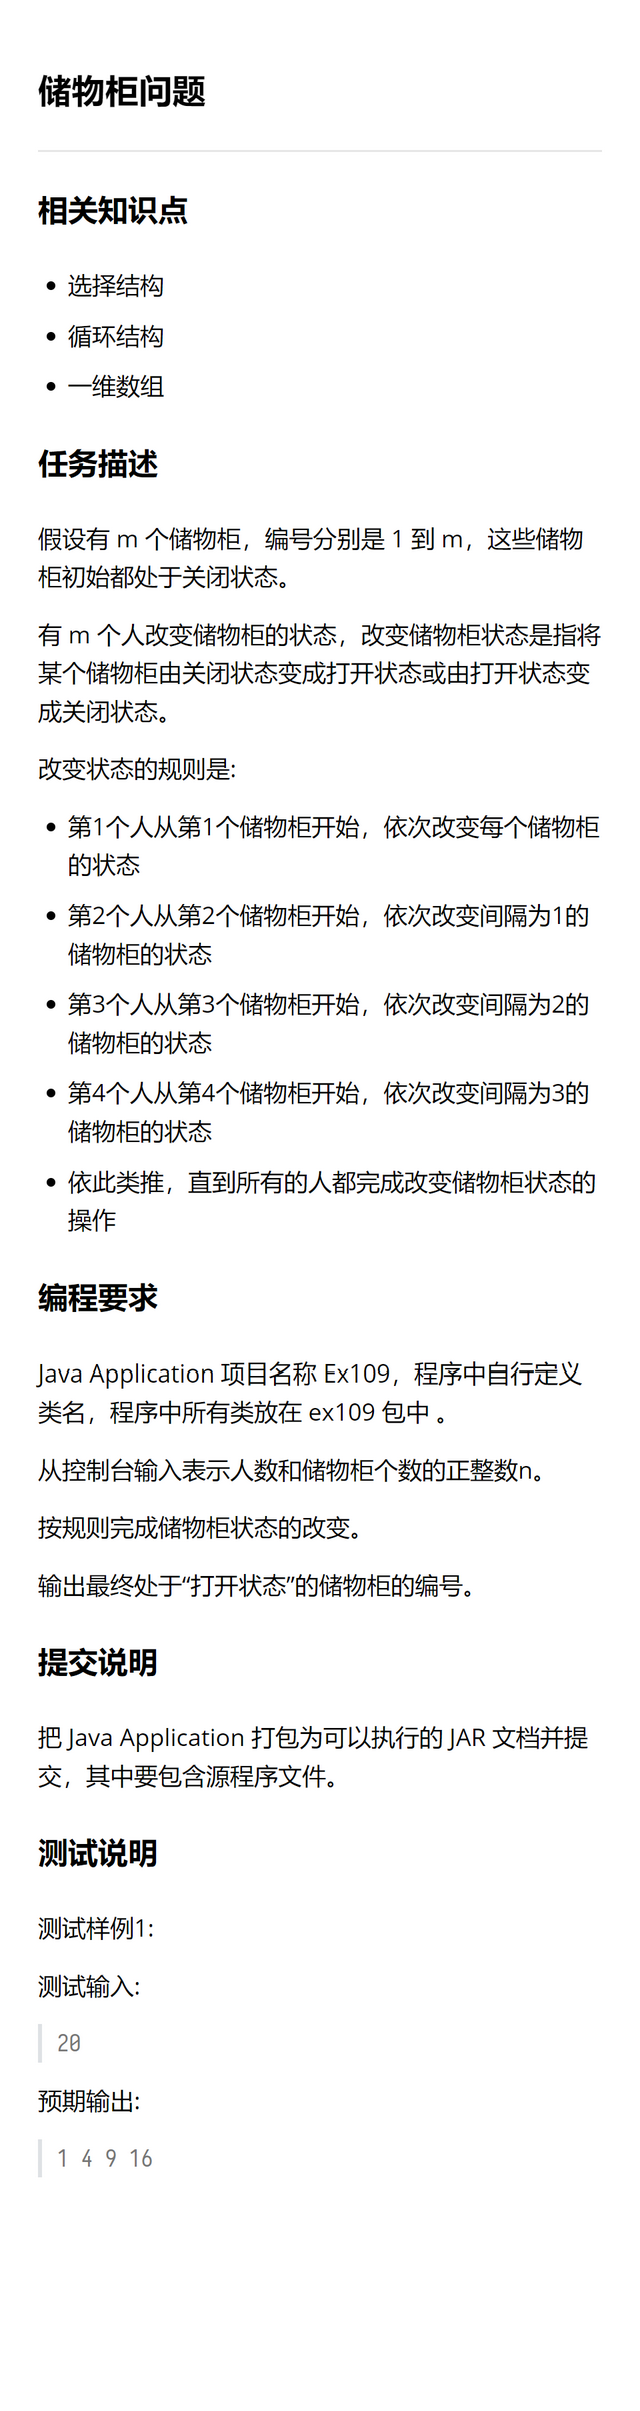 储物柜问题
相关知识点
选择结构
循环结构
一维数组
任务描述
假设有 m 个储物柜，编号分别是 1 到 m，这些储物
柜初始都处于关闭状态。
有 m 个人改变储物柜的状态，改变储物柜状态是指将
某个储物柜由关闭状态变成打开状态或由打开状态变
成关闭状态。
改变状态的规则是:
第1个人从第1个储物柜开始，依次改变每个储物柜
的状态
第2个人从第2个储物柜开始，依次改变间隔为1的
储物柜的状态
第3个人从第3个储物柜开始，依次改变间隔为2的
储物柜的状态
第4个人从第4个储物柜开始，依次改变间隔为3的
储物柜的状态
依此类推，直到所有的人都完成改变储物柜状态的
操作
编程要求
Java Application 项目名称 Ex109，程序中自行定义
类名，程序中所有类放在 ex109 包中 。
从控制台输入表示人数和储物柜个数的正整数n。
按规则完成储物柜状态的改变。
输出最终处于“打开状态”的储物柜的编号。
提交说明
把 Java Application 打包为可以执行的 JAR 文档并提
交，其中要包含源程序文件。
测试说明
测试样例1:
测试输入:
20
预期输出:
1 4 9 16